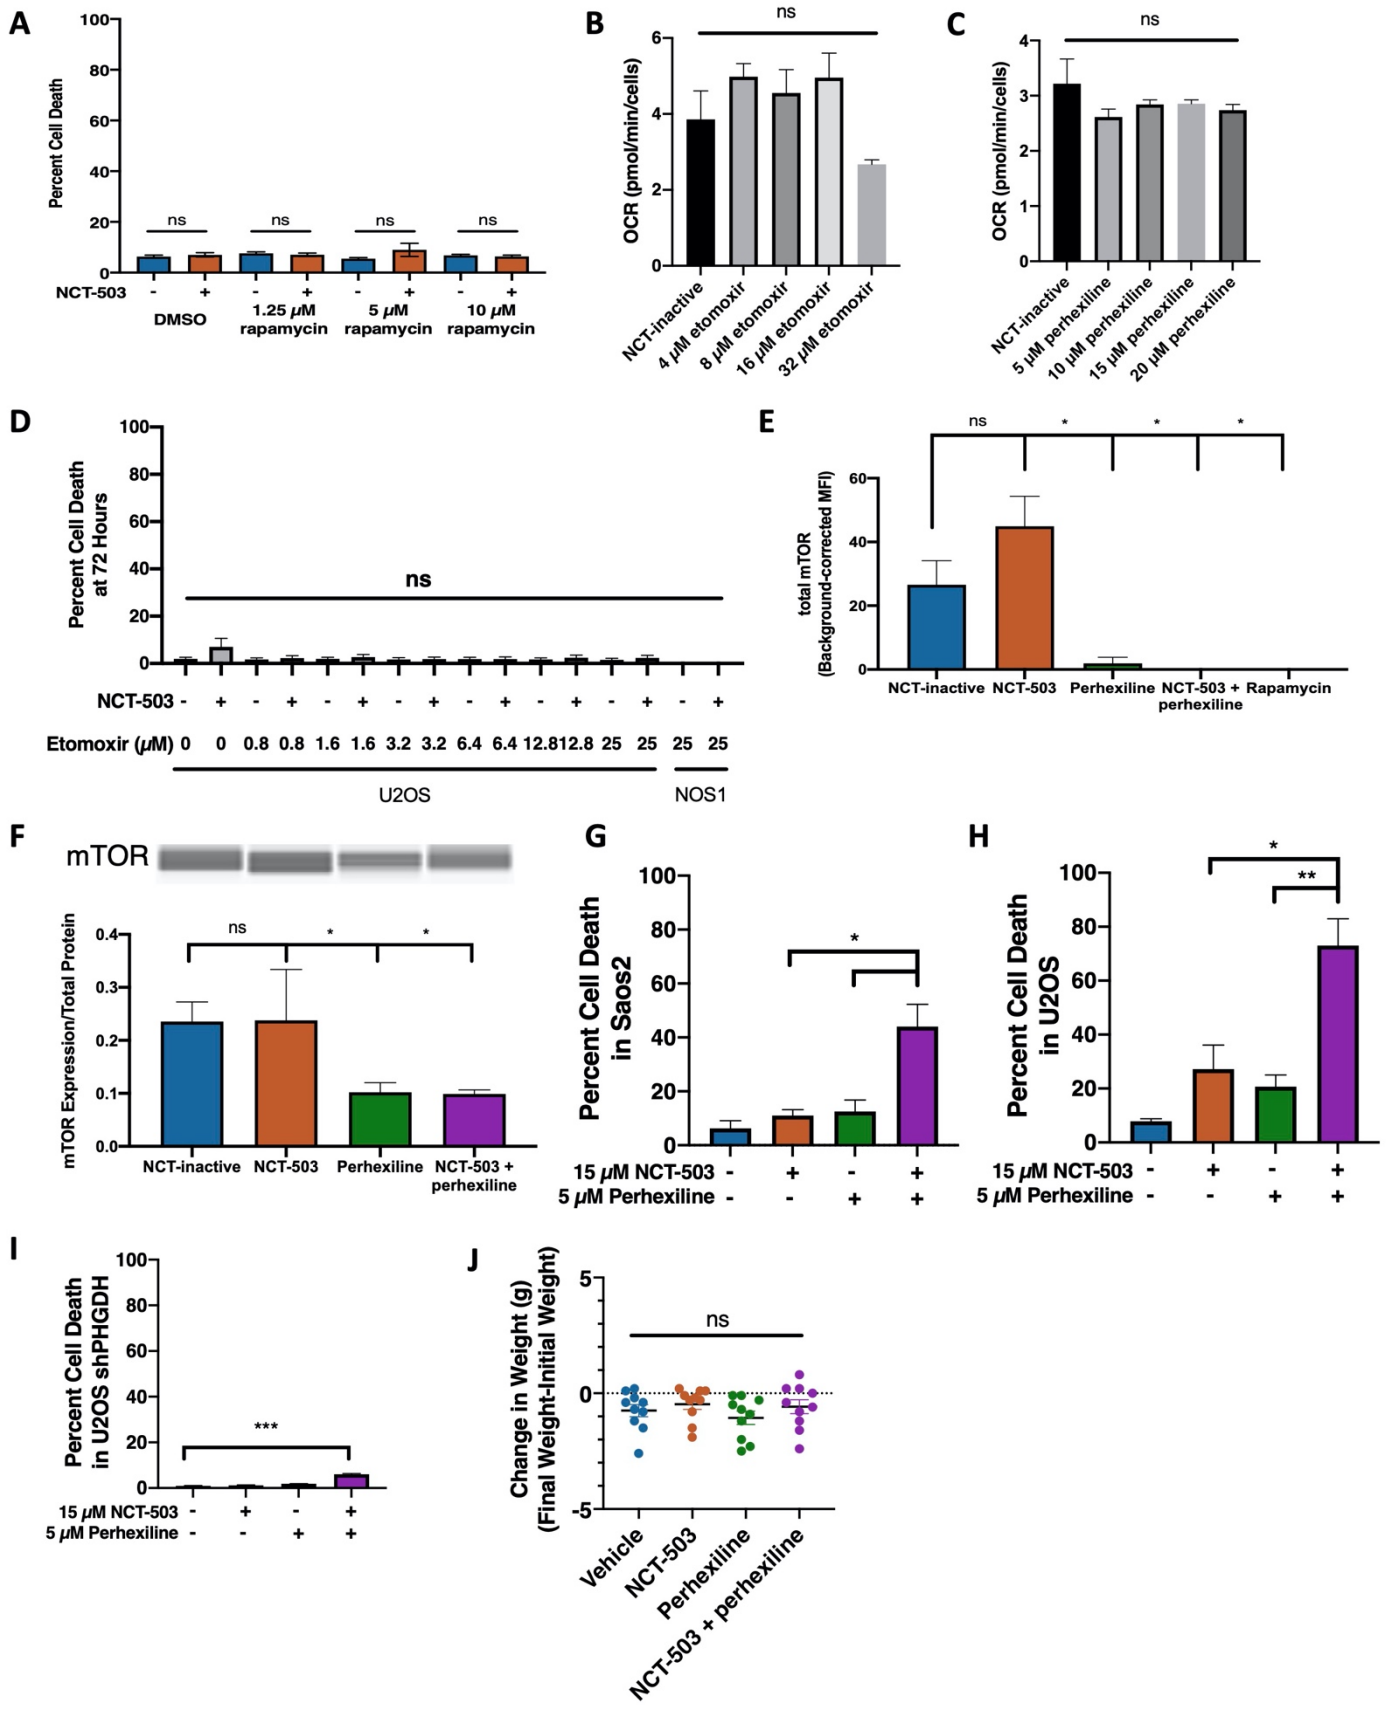 A
100
80
60
40
20
0
Percent Cell Death
ns ns ns ns
NCT-503 - + - + - + - +
DMSO 1.25 µM rapamycin 5 µM rapamycin 10 µM rapamycin
B
ns
6
4
2
0
OCR (pmol/min/cells)
NCT-inactive
4 µM etomoxir
8 µM etomoxir
16 µM etomoxir
32 µM etomoxir
C
ns
4
3
2
1
0
OCR (pmol/min/cells)
NCT-inactive
5 µM perhexiline
10 µM perhexiline
15 µM perhexiline
20 µM perhexiline
D
100
80
60
40
20
0
Percent Cell Death
at 72 Hours
ns
NCT-503 - + - + - + - + - + - + - + - +
Etomoxir (µM) 0 0 0.8 0.8 1.6 1.6 3.2 3.2 6.4 6.4 12.8 12.8 25 25 25 25
U2OS NOS1
E
ns * * *
60
40
20
0
total mTOR
(Background-corrected MFI)
NCT-inactive NCT-503 Perhexiline NCT-503 + perhexiline Rapamycin
F
mTOR
0.4
0.3
0.2
0.1
0.0
mTOR Expression/Total Protein
ns * *
NCT-inactive NCT-503 Perhexiline NCT-503 + perhexiline
G
100
80
60
40
20
0
Percent Cell Death
in Saos2
*
15 µM NCT-503 - + - +
5 µM Perhexiline - - + +
H
100
80
60
40
20
0
Percent Cell Death
in U2OS
*
**
15 µM NCT-503 - + - +
5 µM Perhexiline - - + +
I
100
80
60
40
20
0
Percent Cell Death
in U2OS shPHGDH
***
15 µM NCT-503 - + - +
5 µM Perhexiline - - + +
J
5
0
-5
Change in Weight (g)
(Final Weight-Initial Weight)
ns
Vehicle
NCT-503
Perhexiline
NCT-503 + perhexiline